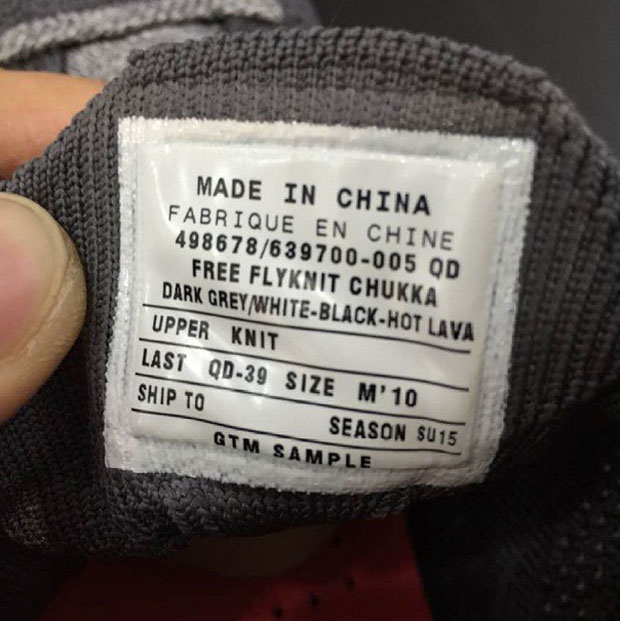 MADE IN CHINA
FABRIQUE EN CHINE
498678/639700-005 QD
FREE FLYKNIT CHUKKA
DARK GREY/WHITE-BLACK-HOT LAVA
UPPER KNIT
LAST QD-39 SIZE M'10
SHIP TO
SEASON SU15
GTM SAMPLE